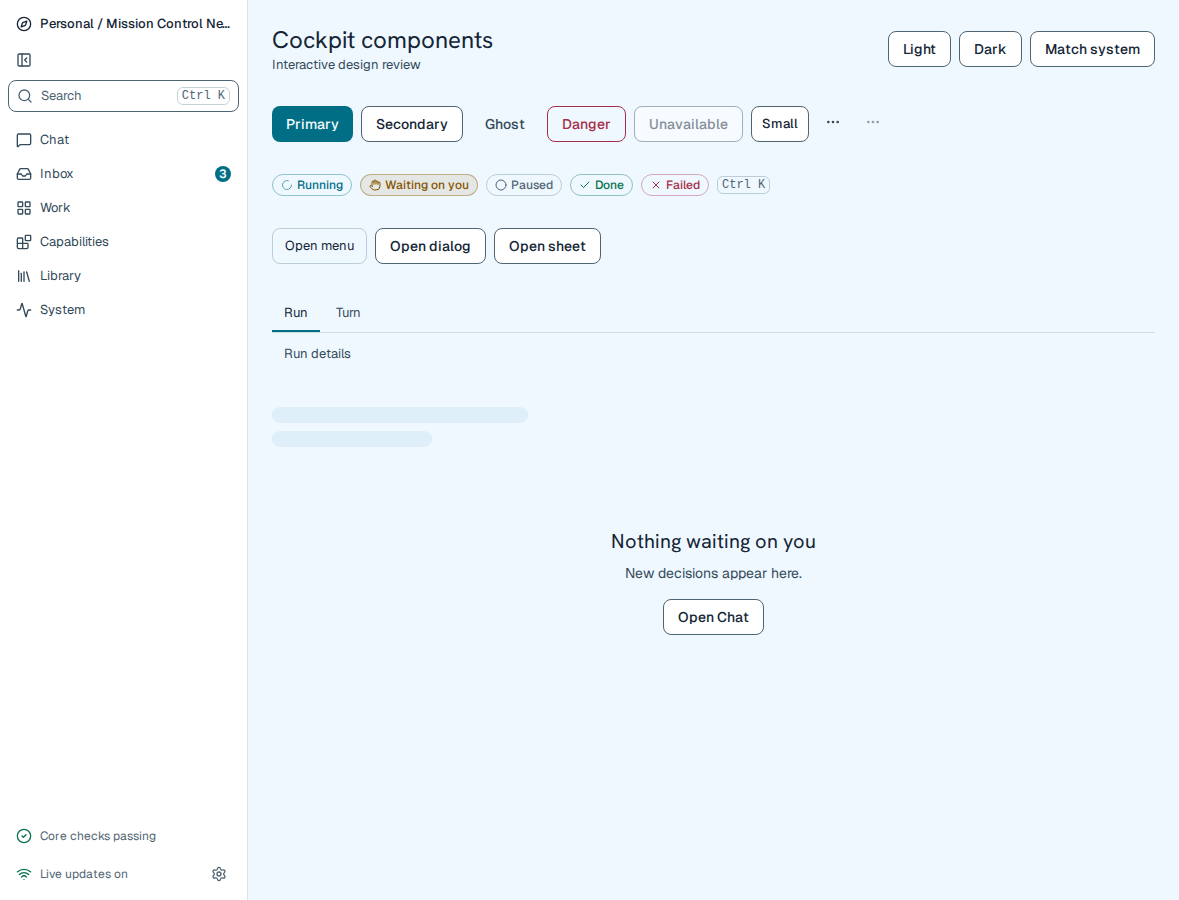 Personal / Mission Control Ne…
Search Ctrl K
Chat
Inbox 3
Work
Capabilities
Library
System
Core checks passing
Live updates on
Cockpit components
Interactive design review
Light Dark Match system
Primary Secondary Ghost Danger Unavailable Small
Running Waiting on you Paused Done Failed Ctrl K
Open menu Open dialog Open sheet
Run Turn
Run details
Nothing waiting on you
New decisions appear here.
Open Chat